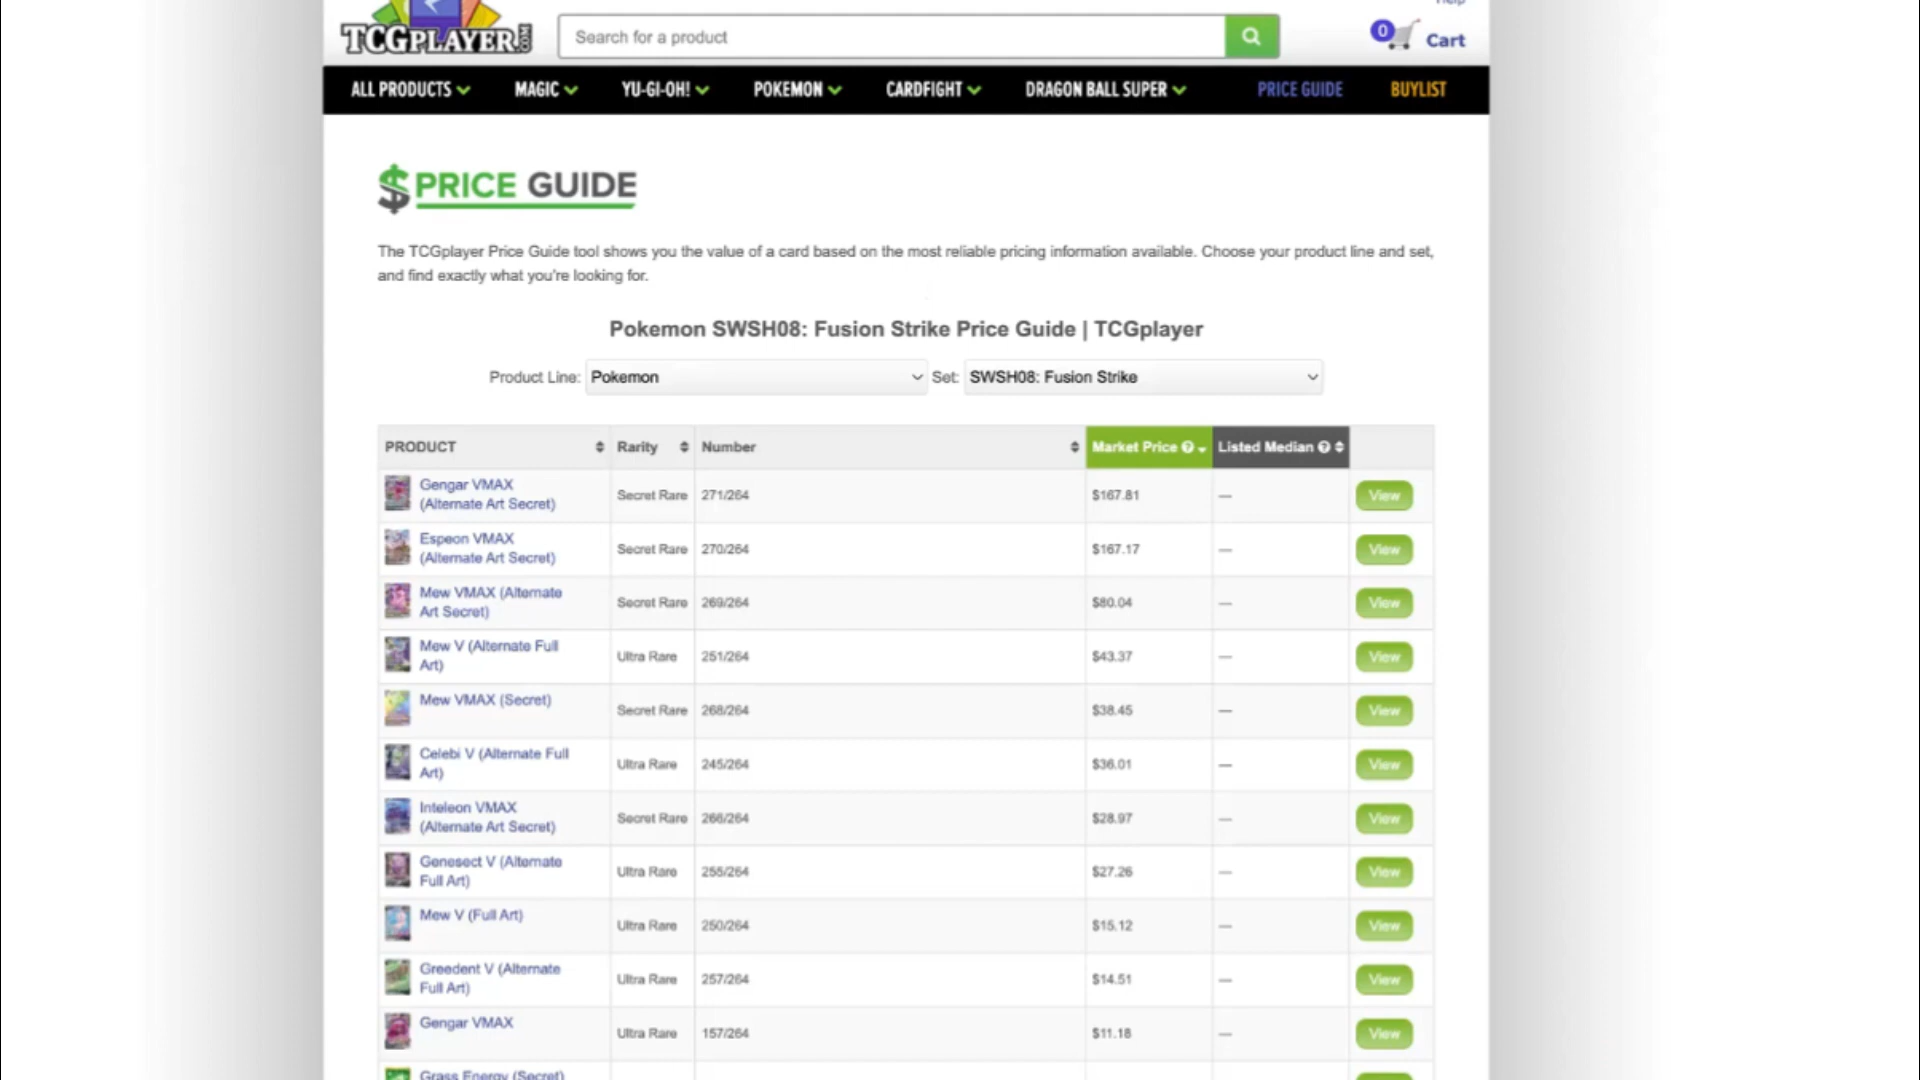 Help
TCGPLAYER.COM
Search for a product
0
Cart
ALL PRODUCTS MAGIC YU-GI-OH! POKEMON CARDFIGHT DRAGON BALL SUPER PRICE GUIDE BUYLIST
$ PRICE GUIDE
The TCGplayer Price Guide tool shows you the value of a card based on the most reliable pricing information available. Choose your product line and set,
and find exactly what you're looking for.
Pokemon SWSH08: Fusion Strike Price Guide | TCGplayer
Product Line: Pokemon Set: SWSH08: Fusion Strike
PRODUCT Rarity Number Market Price ? Listed Median ?
Gengar VMAX
(Alternate Art Secret) Secret Rare 271/264 $167.81 — View
Espeon VMAX
(Alternate Art Secret) Secret Rare 270/264 $167.17 — View
Mew VMAX (Alternate
Art Secret) Secret Rare 269/264 $80.04 — View
Mew V (Alternate Full
Art) Ultra Rare 251/264 $43.37 — View
Mew VMAX (Secret) Secret Rare 268/264 $38.45 — View
Celebi V (Alternate Full
Art) Ultra Rare 245/264 $36.01 — View
Inteleon VMAX
(Alternate Art Secret) Secret Rare 266/264 $28.97 — View
Genesect V (Alternate
Full Art) Ultra Rare 255/264 $27.26 — View
Mew V (Full Art) Ultra Rare 250/264 $15.12 — View
Greedent V (Alternate
Full Art) Ultra Rare 257/264 $14.51 — View
Gengar VMAX Ultra Rare 157/264 $11.18 — View
Grass Energy (Secret)